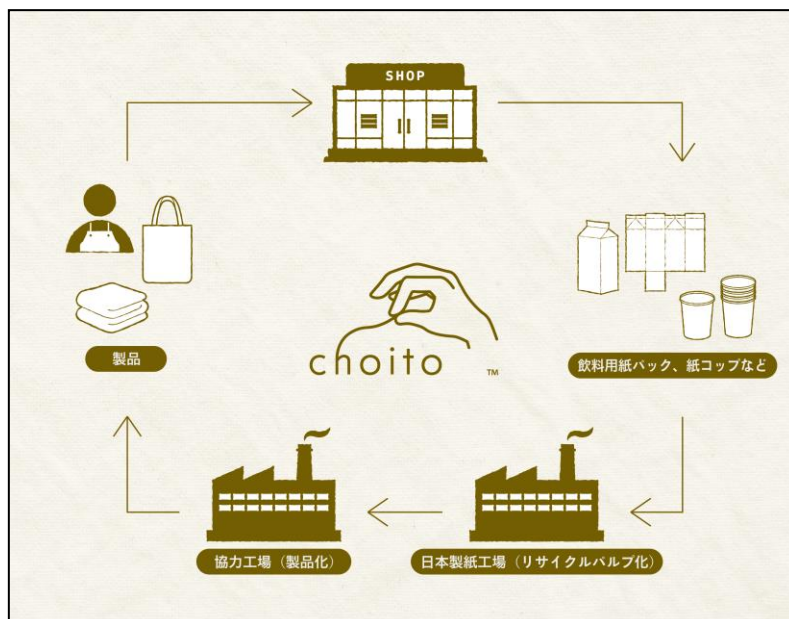 SHOP
製品
choito ™
飲料用紙パック、紙コップなど
協力工場（製品化）
日本製紙工場（リサイクルパルプ化）